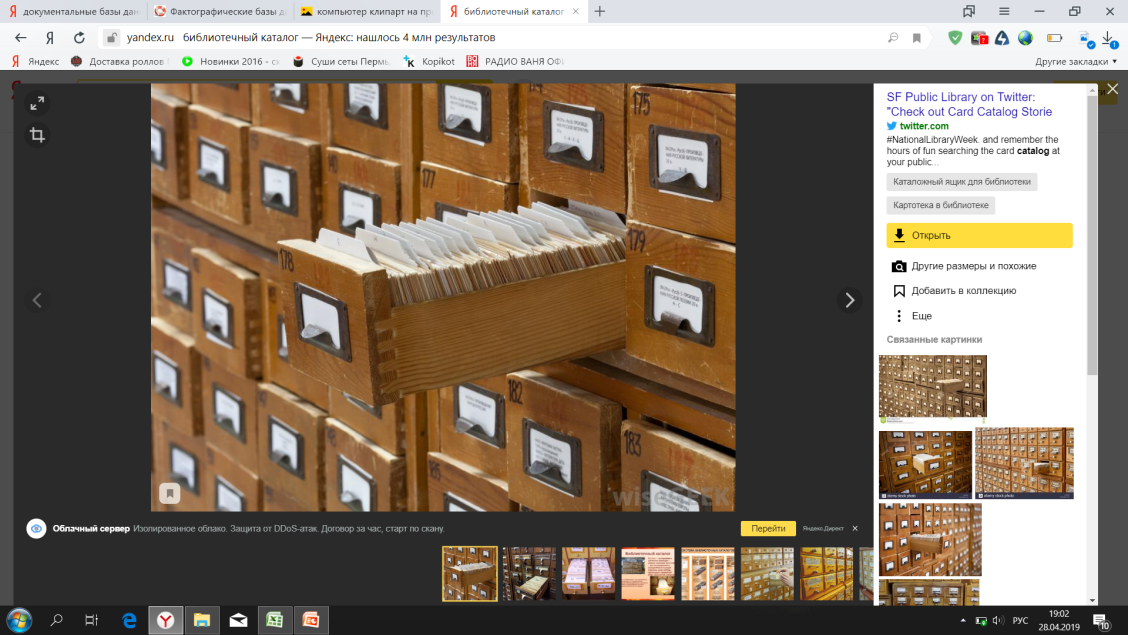 документальные базы дан
Фактографические базы д
компьютер клипарт на пр
библиотечный каталог
yandex.ru библиотечный каталог — Яндекс: нашлось 4 млн результатов
Яндекс
Доставка роллов
Новинки 2016 - се
Суши сеты Пермь
Kopikot
РАДИО ВАНЯ ОФИ
Другие закладки
175
177
178
179
182
183
SF Public Library on Twitter:
"Check out Card Catalog Storie
twitter.com
#NationalLibraryWeek. and remember the
hours of fun searching the card catalog at
your public...
Каталожный ящик для библиотеки
Картотека в библиотеке
Открыть
Другие размеры и похожие
Добавить в коллекцию
Еще
Связанные картинки
Облачный сервер Изолированное облако. Защита от DDoS-атак. Договор за час, старт по скану.
Перейти
Яндекс.Директ
РУС
19:02
28.04.2019
10